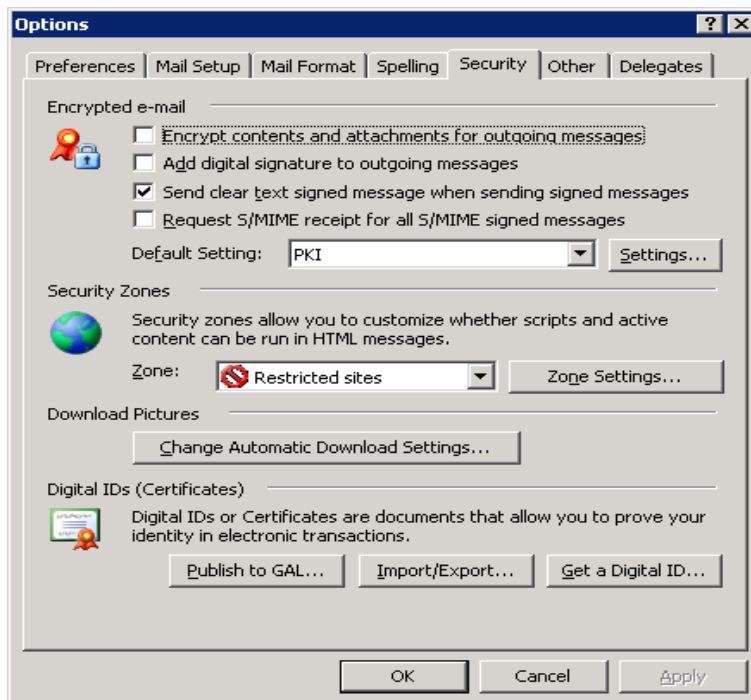 Options
Preferences
Mail Setup
Mail Format
Spelling
Security
Other
Delegates
Encrypted e-mail
Encrypt contents and attachments for outgoing messages
Add digital signature to outgoing messages
Send clear text signed message when sending signed messages
Request S/MIME receipt for all S/MIME signed messages
Default Setting:
PKI
Settings...
Security Zones
Security zones allow you to customize whether scripts and active
content can be run in HTML messages.
Zone:
Restricted sites
Zone Settings...
Download Pictures
Change Automatic Download Settings...
Digital IDs (Certificates)
Digital IDs or Certificates are documents that allow you to prove your
identity in electronic transactions.
Publish to GAL...
Import/Export...
Get a Digital ID...
OK
Cancel
Apply